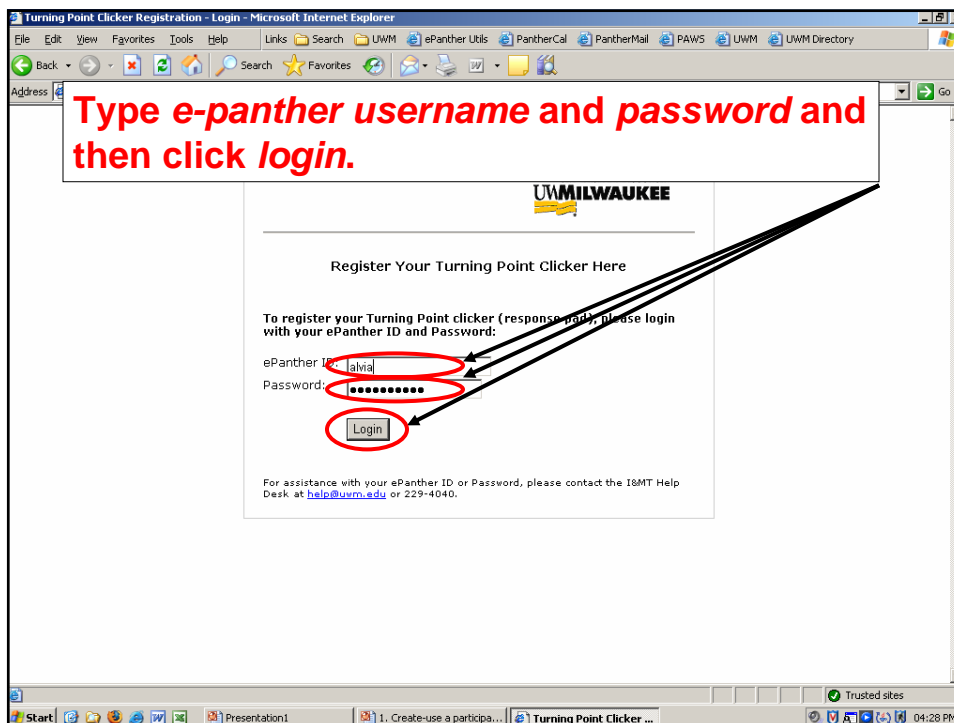 Turning Point Clicker Registration - Login - Microsoft Internet Explorer
File Edit View Favorites Tools Help Links Search UWM ePanther Utils PantherCal PantherMail PAWS UWM UWM Directory
Back Search Favorites
Address Go
Type e-panther username and password and
then click login.
UWMILWAUKEE
Register Your Turning Point Clicker Here
To register your Turning Point clicker (response pad), please login
with your ePanther ID and Password:
ePanther ID: alvia
Password: ••••••••••
Login
For assistance with your ePanther ID or Password, please contact the I&MT Help
Desk at help@uwm.edu or 229-4040.
Trusted sites
Start Presentation1 1. Create-use a participa... Turning Point Clicker ... 04:28 PM